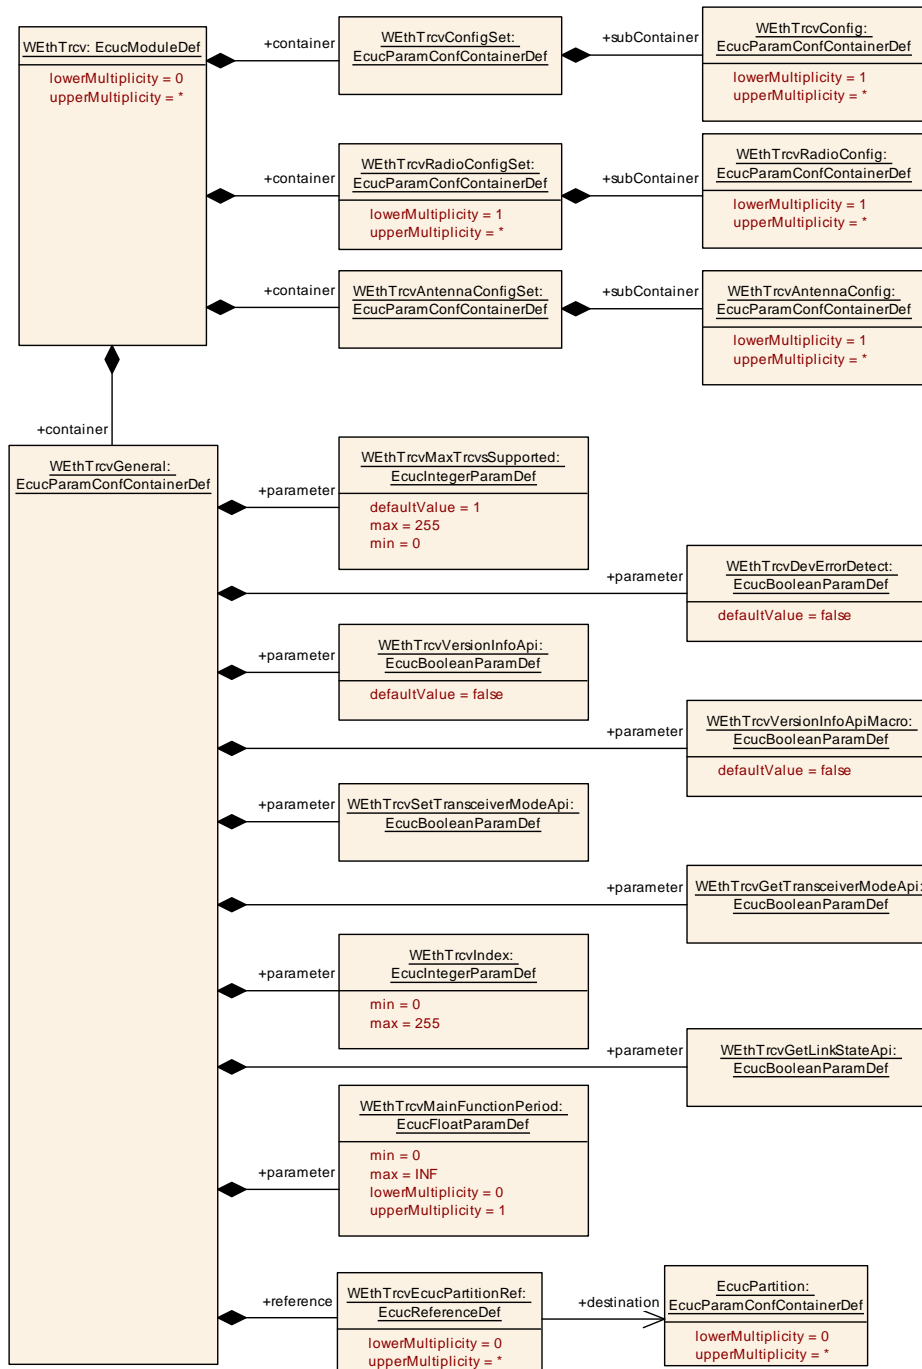 WEthTrcv: EcucModuleDef
lowerMultiplicity = 0
upperMultiplicity = *
+container
WEthTrcvConfigSet:
EcucParamConfContainerDef
+subContainer
WEthTrcvConfig:
EcucParamConfContainerDef
lowerMultiplicity = 1
upperMultiplicity = *
+container
WEthTrcvRadioConfigSet:
EcucParamConfContainerDef
lowerMultiplicity = 1
upperMultiplicity = *
+subContainer
WEthTrcvRadioConfig:
EcucParamConfContainerDef
lowerMultiplicity = 1
upperMultiplicity = *
+container
WEthTrcvAntennaConfigSet:
EcucParamConfContainerDef
+subContainer
WEthTrcvAntennaConfig:
EcucParamConfContainerDef
lowerMultiplicity = 1
upperMultiplicity = *
+container
WEthTrcvGeneral:
EcucParamConfContainerDef
+parameter
WEthTrcvMaxTrcvsSupported:
EcucIntegerParamDef
defaultValue = 1
max = 255
min = 0
+parameter
WEthTrcvDevErrorDetect:
EcucBooleanParamDef
defaultValue = false
+parameter
WEthTrcvVersionInfoApi:
EcucBooleanParamDef
defaultValue = false
+parameter
WEthTrcvVersionInfoApiMacro:
EcucBooleanParamDef
defaultValue = false
+parameter
WEthTrcvSetTransceiverModeApi:
EcucBooleanParamDef
+parameter
WEthTrcvGetTransceiverModeApi:
EcucBooleanParamDef
+parameter
WEthTrcvIndex:
EcucIntegerParamDef
min = 0
max = 255
+parameter
WEthTrcvGetLinkStateApi:
EcucBooleanParamDef
+parameter
WEthTrcvMainFunctionPeriod:
EcucFloatParamDef
min = 0
max = INF
lowerMultiplicity = 0
upperMultiplicity = 1
+reference
WEthTrcvEcucPartitionRef:
EcucReferenceDef
lowerMultiplicity = 0
upperMultiplicity = *
+destination
EcucPartition:
EcucParamConfContainerDef
lowerMultiplicity = 0
upperMultiplicity = *